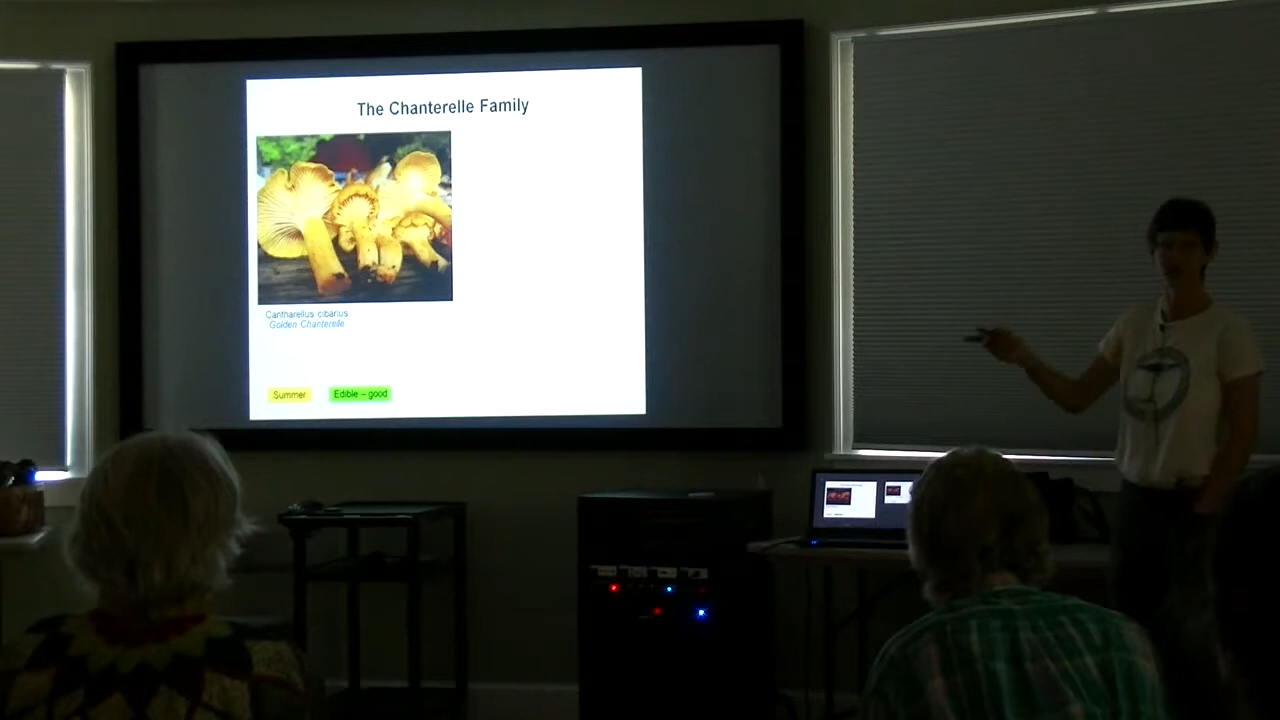 The Chanterelle Family
Cantharellus cibarius
Golden Chanterelle
Summer
Edible – good